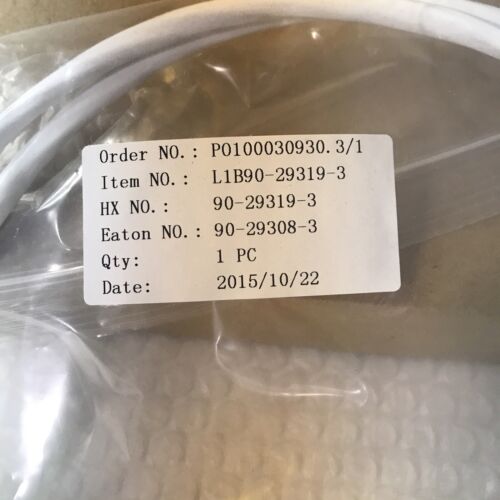 Order NO.: PO100030930.3/1
Item NO.: L1B90-29319-3
HX NO.: 90-29319-3
Eaton NO.: 90-29308-3
Qty: 1 PC
Date: 2015/10/22